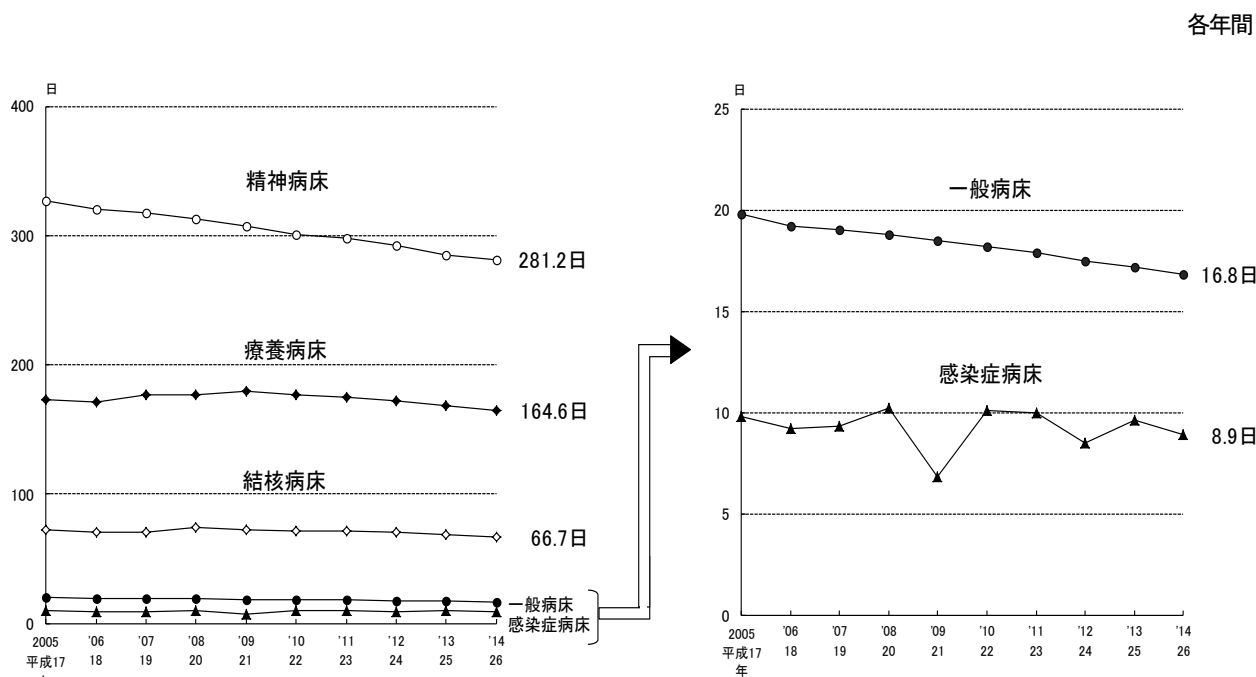 各年間
日
400
300
200
100
0
精神病床
281.2日
療養病床
164.6日
結核病床
66.7日
一般病床
感染症病床
2005 '06 '07 '08 '09 '10 '11 '12 '13 '14
平成17 18 19 20 21 22 23 24 25 26
日
25
20
15
10
5
0
一般病床
16.8日
感染症病床
8.9日
2005 '06 '07 '08 '09 '10 '11 '12 '13 '14
平成17 18 19 20 21 22 23 24 25 26
年